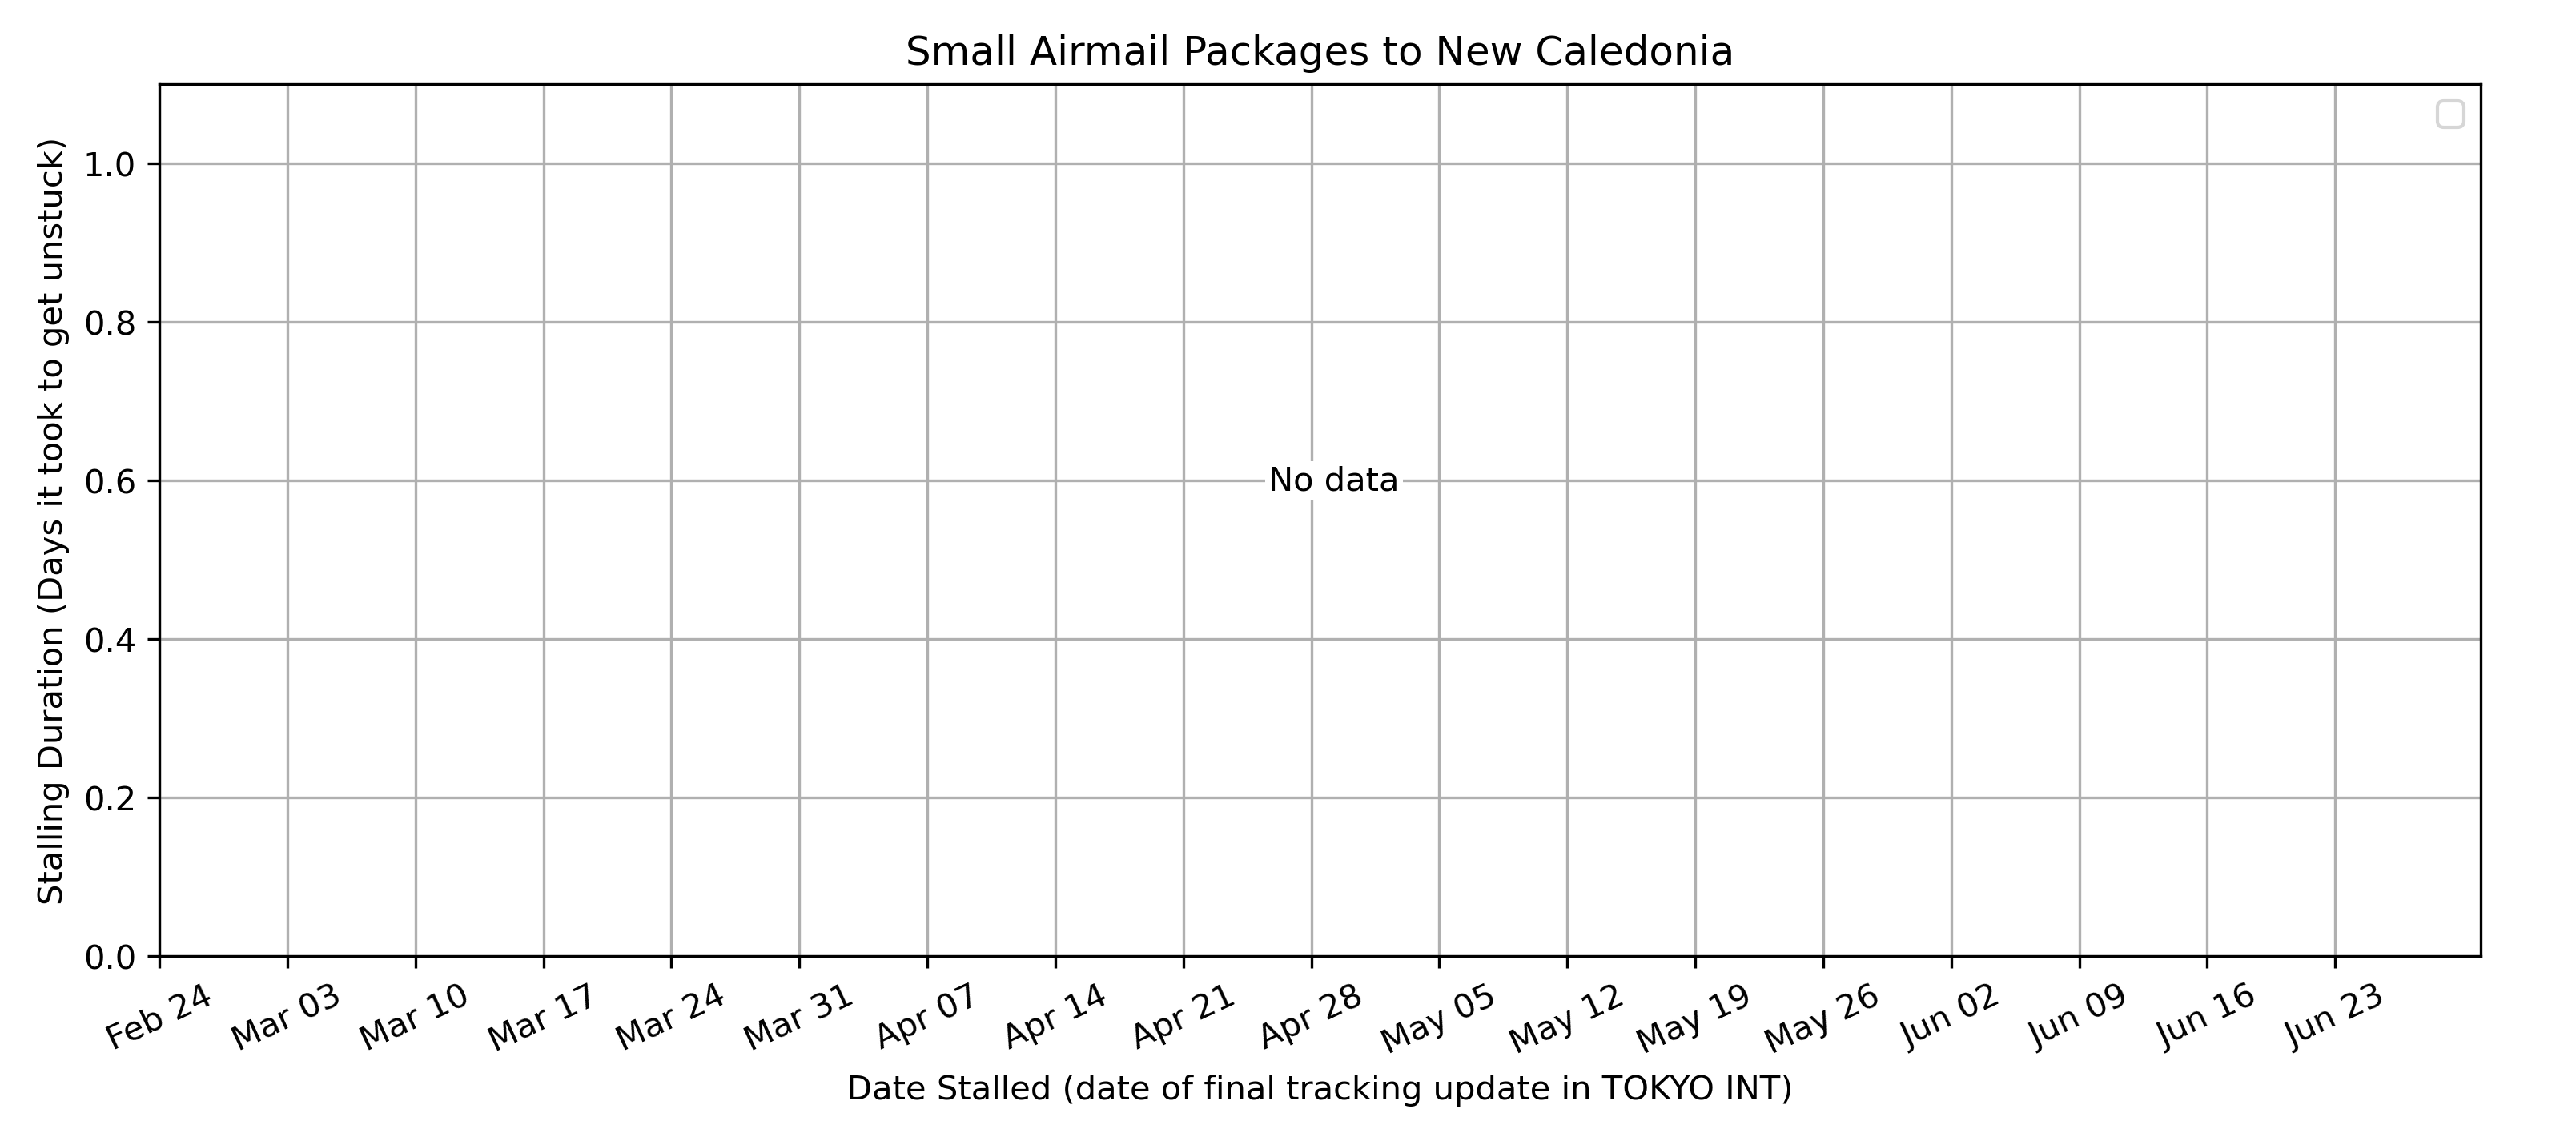 Small Airmail Packages to New Caledonia
Stalling Duration (Days it took to get unstuck)
1.0
0.8
0.6
0.4
0.2
0.0
No data
Feb 24 Mar 03 Mar 10 Mar 17 Mar 24 Mar 31 Apr 07 Apr 14 Apr 21 Apr 28 May 05 May 12 May 19 May 26 Jun 02 Jun 09 Jun 16 Jun 23
Date Stalled (date of final tracking update in TOKYO INT)